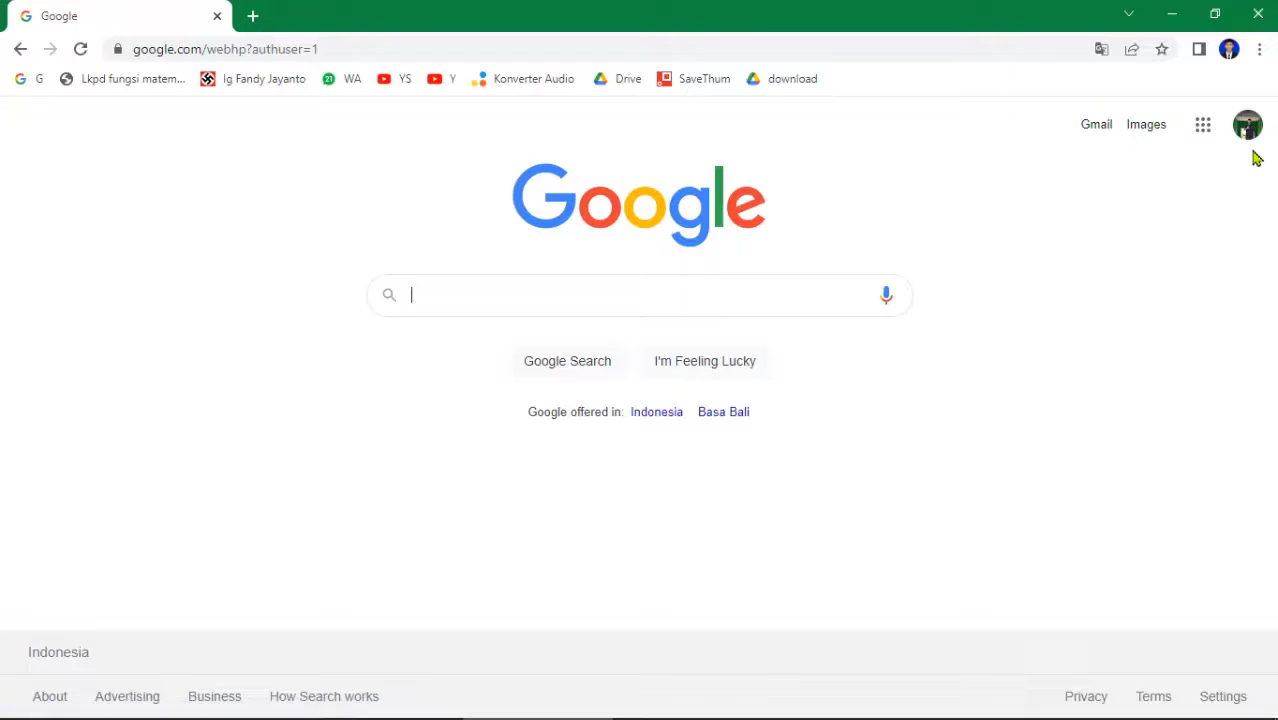 Google
google.com/webhp?authuser=1
G Lkpd fungsi matem... Ig Fandy Jayanto 21 WA YS Y Konverter Audio Drive SaveThum download
Gmail Images
Google
Google Search I'm Feeling Lucky
Google offered in: Indonesia Basa Bali
Indonesia
About Advertising Business How Search works Privacy Terms Settings